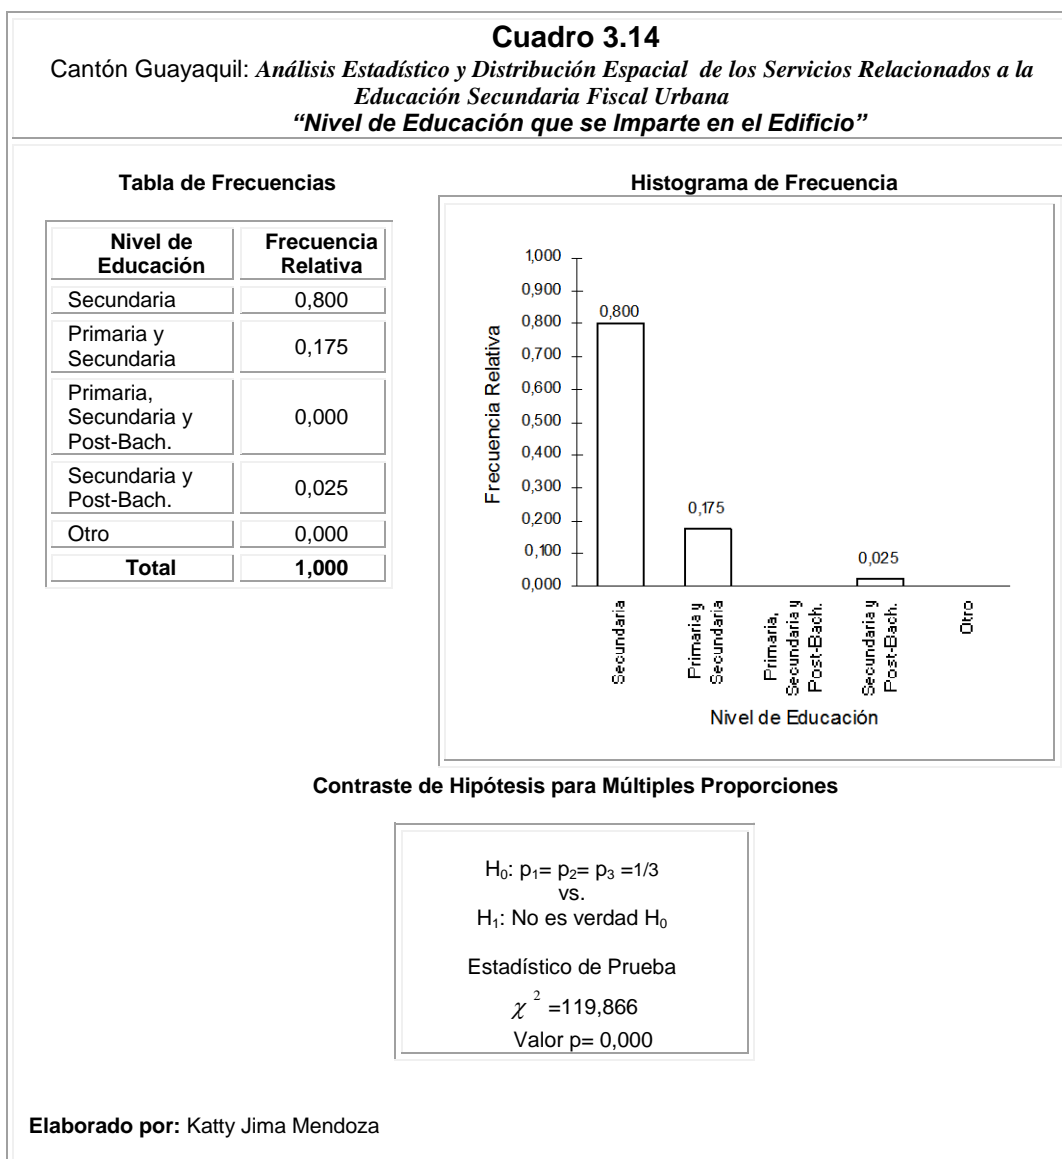 Cuadro 3.14
Cantón Guayaquil: Análisis Estadístico y Distribución Espacial de los Servicios Relacionados a la
Educación Secundaria Fiscal Urbana
“Nivel de Educación que se Imparte en el Edificio”
Tabla de Frecuencias
Nivel de
Educación
Frecuencia
Relativa
Secundaria
0,800
Primaria y
Secundaria
0,175
Primaria,
Secundaria y
Post-Bach.
0,000
Secundaria y
Post-Bach.
0,025
Otro
0,000
Total
1,000
Histograma de Frecuencia
Frecuencia Relativa
1,000
0,900
0,800
0,700
0,600
0,500
0,400
0,300
0,200
0,100
0,000
0,800
0,175
0,025
Secundaria
Primaria y
Secundaria
Primaria,
Secundaria y
Post-Bach.
Secundaria y
Post-Bach.
Otro
Nivel de Educación
Contraste de Hipótesis para Múltiples Proporciones
H₀: p₁= p₂= p₃ =1/3
vs.
H₁: No es verdad H₀
Estadístico de Prueba
χ² =119,866
Valor p= 0,000
Elaborado por: Katty Jima Mendoza